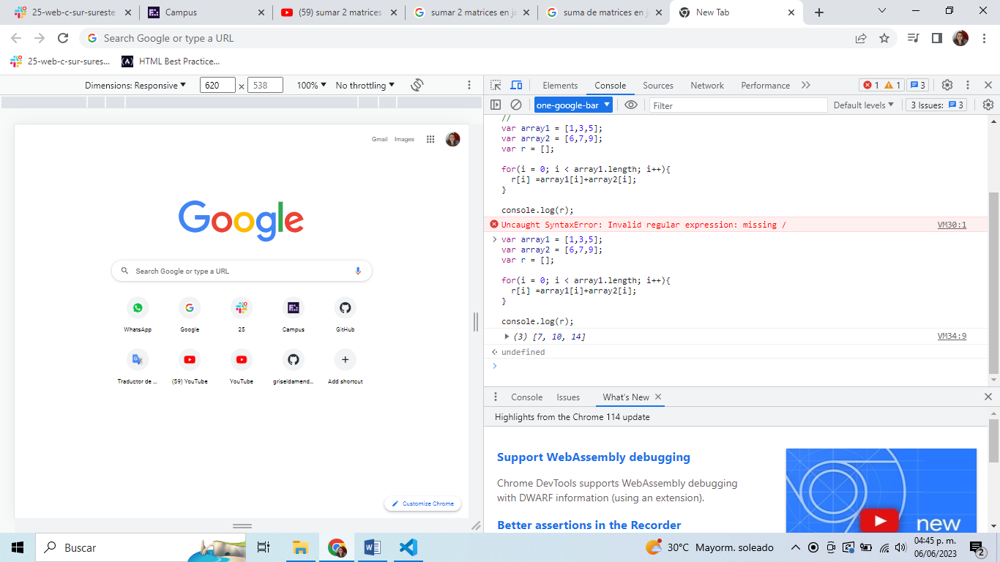 25-web-c-sur-sureste
Campus
(59) sumar 2 matrices
sumar 2 matrices en ja
suma de matrices en j
New Tab
Search Google or type a URL
25-web-c-sur-sures...
HTML Best Practice...
Dimensions: Responsive
620 × 538
100%
No throttling
Elements
Console
Sources
Network
Performance
1
1
3
one-google-bar
Filter
Default levels
3 Issues:
3
Gmail
Images
Google
Search Google or type a URL
WhatsApp
Google
25
Campus
GitHub
Traductor de ...
(59) YouTube
YouTube
griseldamend...
Add shortcut
Customize Chrome
//
var array1 = [1,3,5];
var array2 = [6,7,9];
var r = [];
for(i = 0; i < array1.length; i++){
r[i] =array1[i]+array2[i];
}
console.log(r);
Uncaught SyntaxError: Invalid regular expression: missing /
VM30:1
var array1 = [1,3,5];
var array2 = [6,7,9];
var r = [];
for(i = 0; i < array1.length; i++){
r[i] =array1[i]+array2[i];
}
console.log(r);
(3) [7, 10, 14]
VM34:9
undefined
Console
Issues
What's New
Highlights from the Chrome 114 update
Support WebAssembly debugging
Chrome DevTools supports WebAssembly debugging
with DWARF information (using an extension).
Better assertions in the Recorder
new
Buscar
30°C Mayorm. soleado
04:45 p. m.
06/06/2023
2